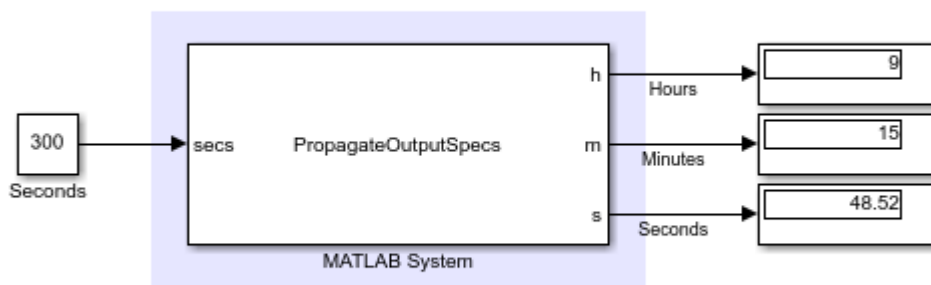 300
Seconds
secs
PropagateOutputSpecs
h
m
s
MATLAB System
Hours
9
Minutes
15
Seconds
48.52